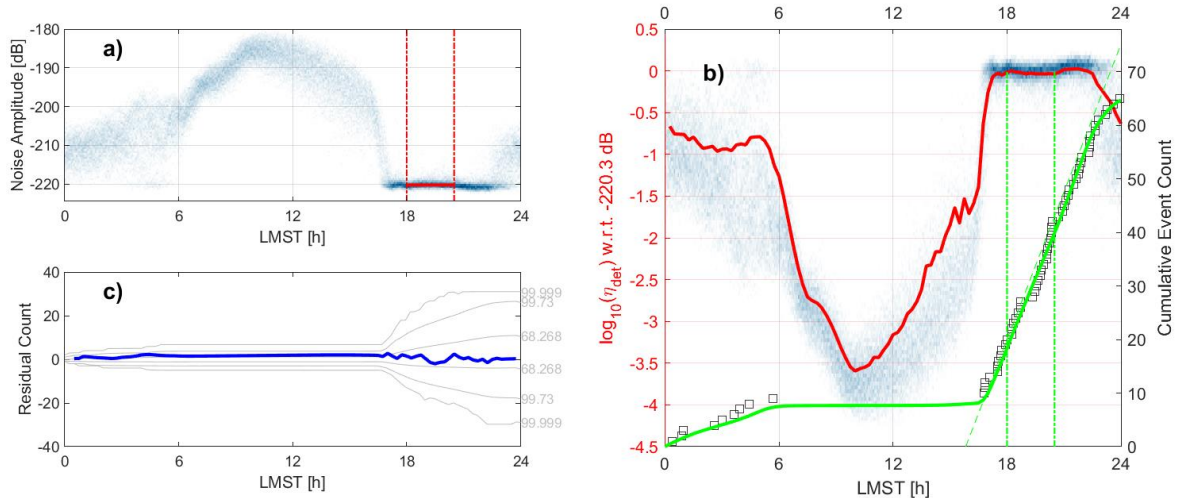 a)
Noise Amplitude [dB]
-180
-190
-200
-210
-220
0 6 12 18 24
LMST [h]
c)
Residual Count
40
20
0
-20
-40
99.999
99.73
68.268
68.268
99.73
99.999
0 6 12 18 24
LMST [h]
0 6 12 18 24
b)
log10(ηdet) w.r.t. -220.3 dB
0.5
0
-0.5
-1
-1.5
-2
-2.5
-3
-3.5
-4
-4.5
Cumulative Event Count
70
60
50
40
30
20
10
0
0 6 12 18 24
LMST [h]